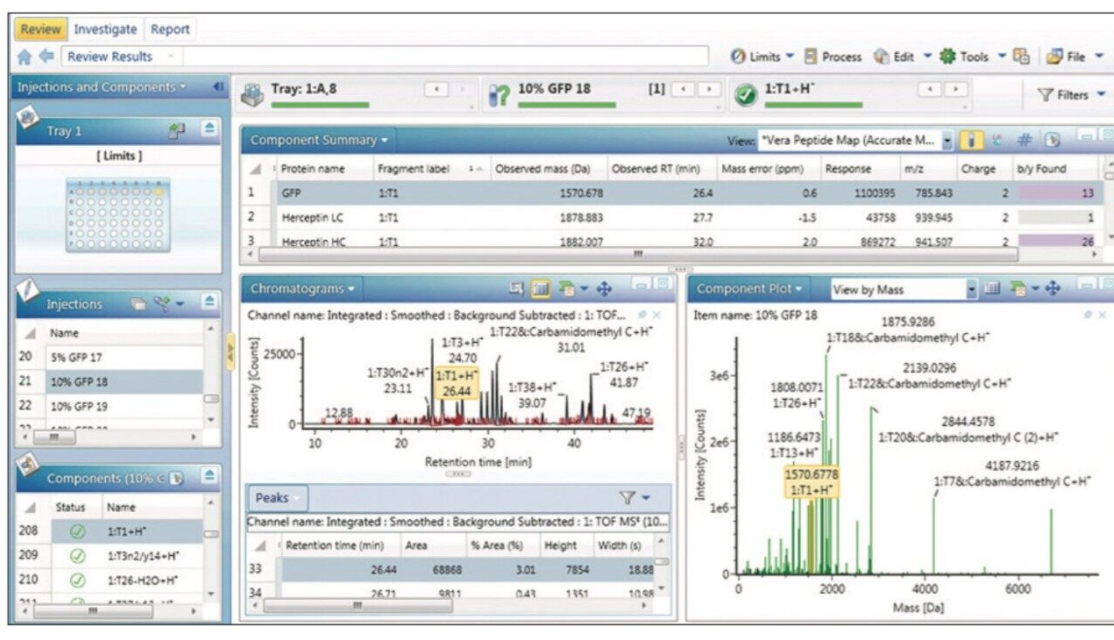 Review Investigate Report
Review Results
Limits Process Edit Tools File
Injections and Components
Tray: 1:A,8
10% GFP 18 [1]
1:T1+H⁺
Filters
Tray 1
[ Limits ]
Component Summary
View: *Vera Peptide Map (Accurate M...
Protein name Fragment label Observed mass (Da) Observed RT (min) Mass error (ppm) Response m/z Charge b/y Found
1 GFP 1:T1 1570.678 26.4 0.6 1100395 785.843 2 13
2 Herceptin LC 1:T1 1878.883 27.7 -1.5 43758 939.945 2 1
3 Herceptin HC 1:T1 1882.007 32.0 2.0 869272 941.507 2 26
Injections
Name
20 5% GFP 17
21 10% GFP 18
22 10% GFP 19
Components (10% G
Status Name
208 1:T1+H⁺
209 1:T3n2/y14+H⁺
210 1:T26-H2O+H⁺
211
Chromatograms
Channel name: Integrated : Smoothed : Background Subtracted : 1: TOF...
Intensity [Counts]
25000
0
1:T22&:Carbamidomethyl C+H⁺
31.01
1:T3+H⁺
24.70
1:T30n2+H⁺
23.11
1:T1+H⁺
26.44
1:T26+H⁺
41.87
1:T38+H⁺
39.07
12.88
47.19
10 20 30 40
Retention time [min]
Peaks
Channel name: Integrated : Smoothed : Background Subtracted : 1: TOF MSᴱ (10...
Retention time (min) Area % Area (%) Height Width (s)
33 26.44 68868 3.01 7854 18.88
34 26.71 9811 0.43 1351 10.98
Component Plot
View by Mass
Item name: 10% GFP 18
Intensity [Counts]
3e6
2e6
1e6
0
1875.9286
1:T18&:Carbamidomethyl C+H⁺
2139.0296
1:T22&:Carbamidomethyl C+H⁺
1808.0071
1:T26+H⁺
2844.4578
1:T20&:Carbamidomethyl C (2)+H⁺
1186.6473
1:T13+H⁺
4187.9216
1:T7&:Carbamidomethyl C+H⁺
1570.6778
1:T1+H⁺
0 2000 4000 6000
Mass [Da]